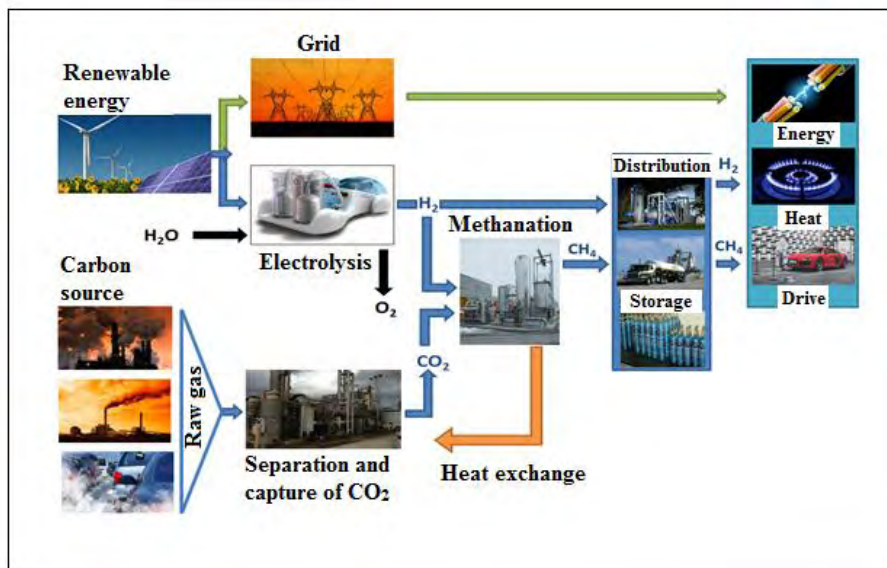 Grid
Renewable
energy
Energy
Distribution
H₂
Heat
H₂
Methanation
H₂O
Electrolysis
CH₄
CH₄
Carbon
source
O₂
Storage
Drive
Raw gas
CO₂
Separation and
capture of CO₂
Heat exchange